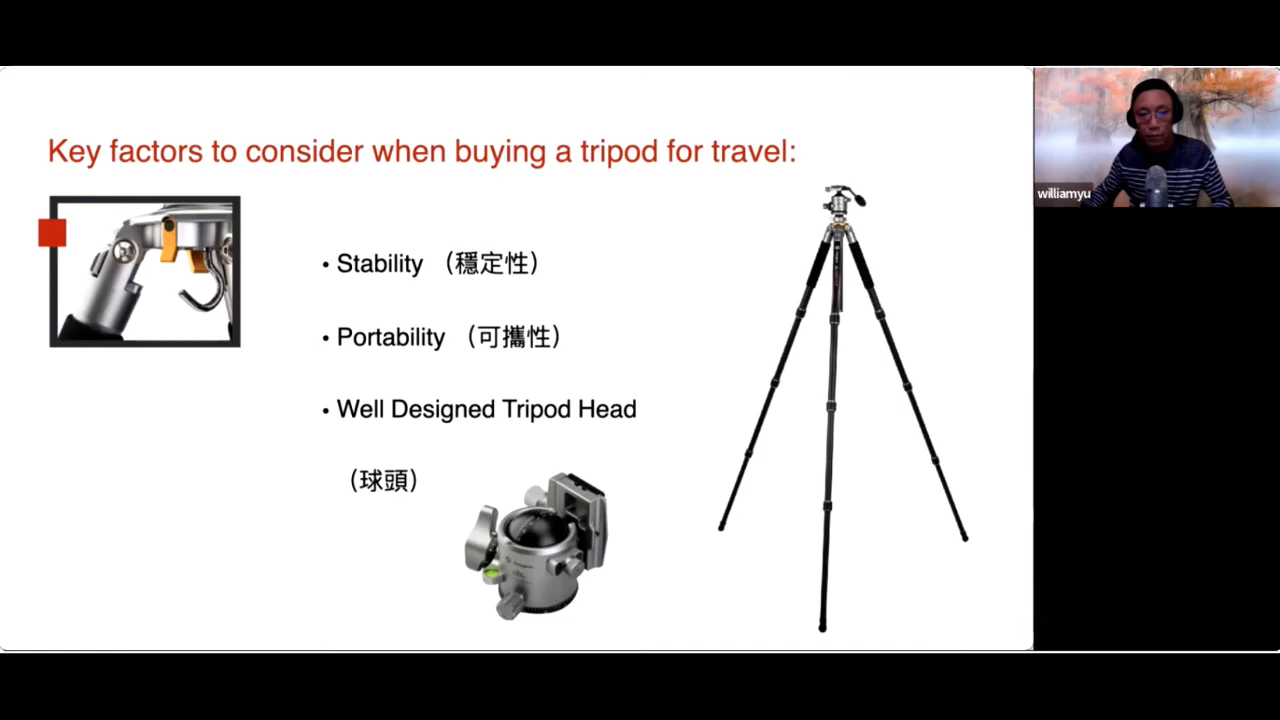 Key factors to consider when buying a tripod for travel:
• Stability （穩定性）
• Portability （可攜性）
• Well Designed Tripod Head
（球頭）
williamyu